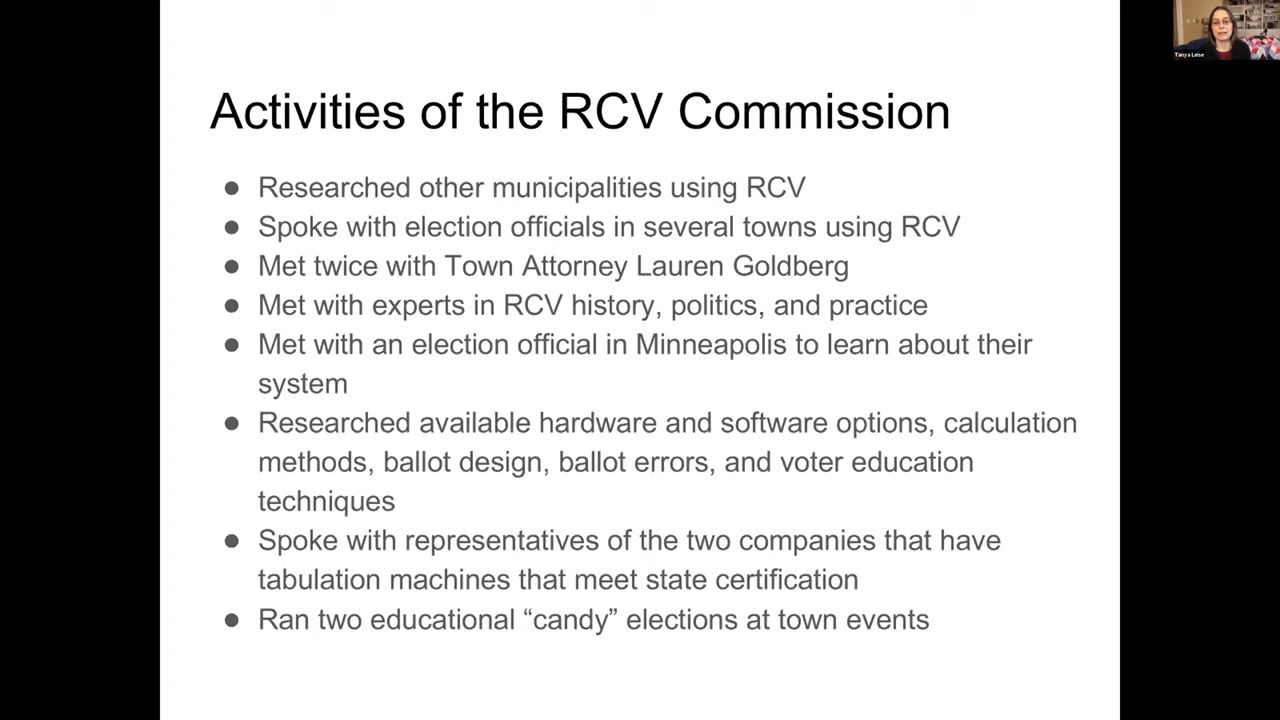 Activities of the RCV Commission
● Researched other municipalities using RCV
● Spoke with election officials in several towns using RCV
● Met twice with Town Attorney Lauren Goldberg
● Met with experts in RCV history, politics, and practice
● Met with an election official in Minneapolis to learn about their
system
● Researched available hardware and software options, calculation
methods, ballot design, ballot errors, and voter education
techniques
● Spoke with representatives of the two companies that have
tabulation machines that meet state certification
● Ran two educational “candy” elections at town events
Tanya Leise